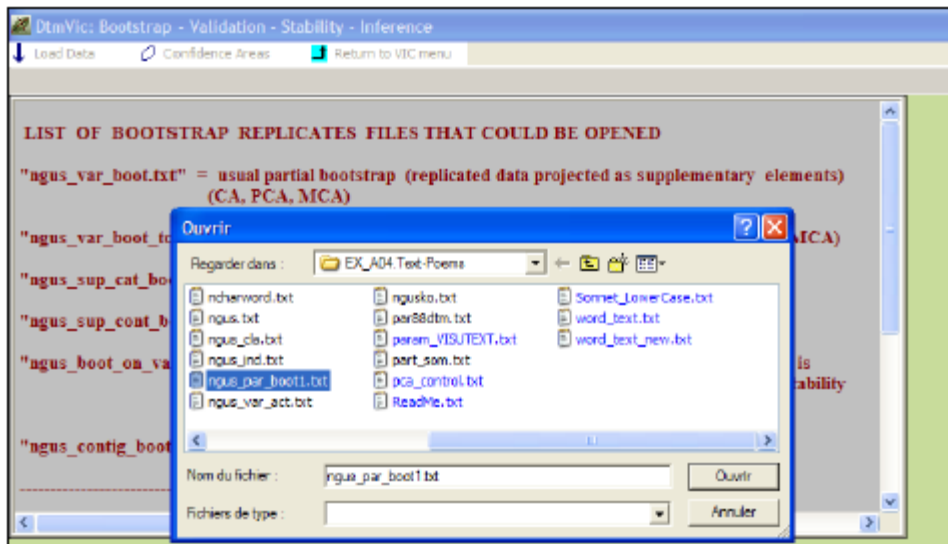 DtmVic: Bootstrap - Validation - Stability - Inference
Load Data Confidence Areas Return to VIC menu
LIST OF BOOTSTRAP REPLICATES FILES THAT COULD BE OPENED
"ngus_var_boot.txt" = usual partial bootstrap (replicated data projected as supplementary elements)
(CA, PCA, MCA)
"ngus_var_boot_to
MCA)
"ngus_sup_cat_bo
"ngus_sup_cont_b
"ngus_boot_on_va
is
tability
"ngus_contig_boot
Ouvrir
Regarder dans : EX_A04.Text-Poems
ncharword.txt
ngus.txt
ngus_cla.txt
ngus_ind.txt
ngus_par_boot1.txt
ngus_var_act.txt
ngusko.txt
par88dtm.txt
param_VISUTEXT.txt
part_som.txt
pca_control.txt
ReadMe.txt
Sonnet_LowerCase.txt
word_text.txt
word_text_new.txt
Nom du fichier : ngus_par_boot1.txt Ouvrir
Fichiers de type : Annuler